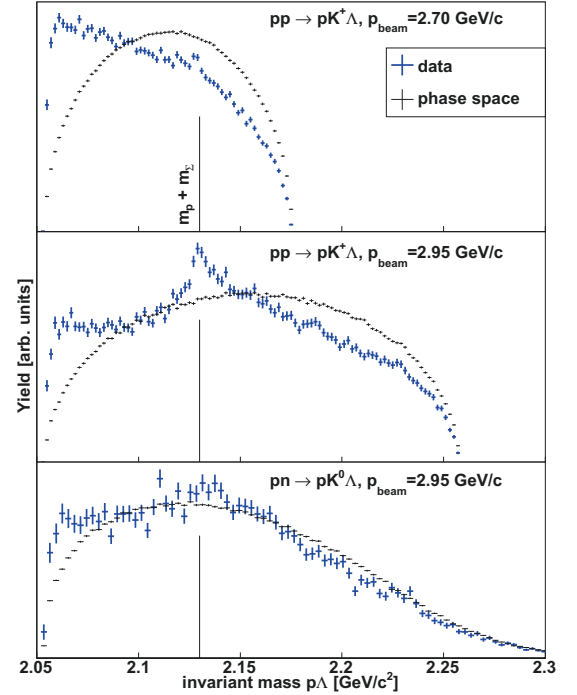 pp → pK⁺Λ, p_beam=2.70 GeV/c
data
phase space
m_p + m_Σ
pp → pK⁺Λ, p_beam=2.95 GeV/c
Yield [arb. units]
pn → pK⁰Λ, p_beam=2.95 GeV/c
2.05 2.1 2.15 2.2 2.25 2.3
invariant mass pΛ [GeV/c²]